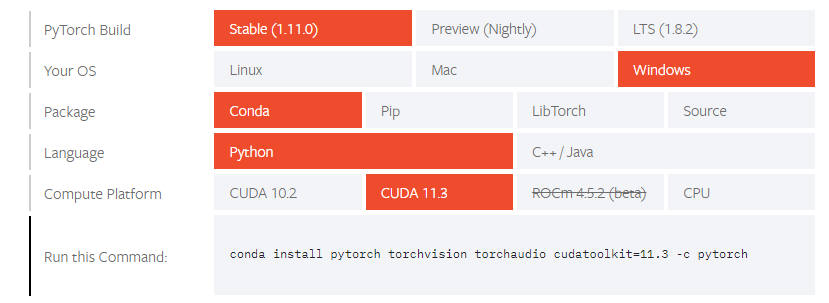 PyTorch Build Stable (1.11.0) Preview (Nightly) LTS (1.8.2)
Your OS Linux Mac Windows
Package Conda Pip LibTorch Source
Language Python C++ / Java
Compute Platform CUDA 10.2 CUDA 11.3 ROCm 4.5.2 (beta) CPU
Run this Command: conda install pytorch torchvision torchaudio cudatoolkit=11.3 -c pytorch